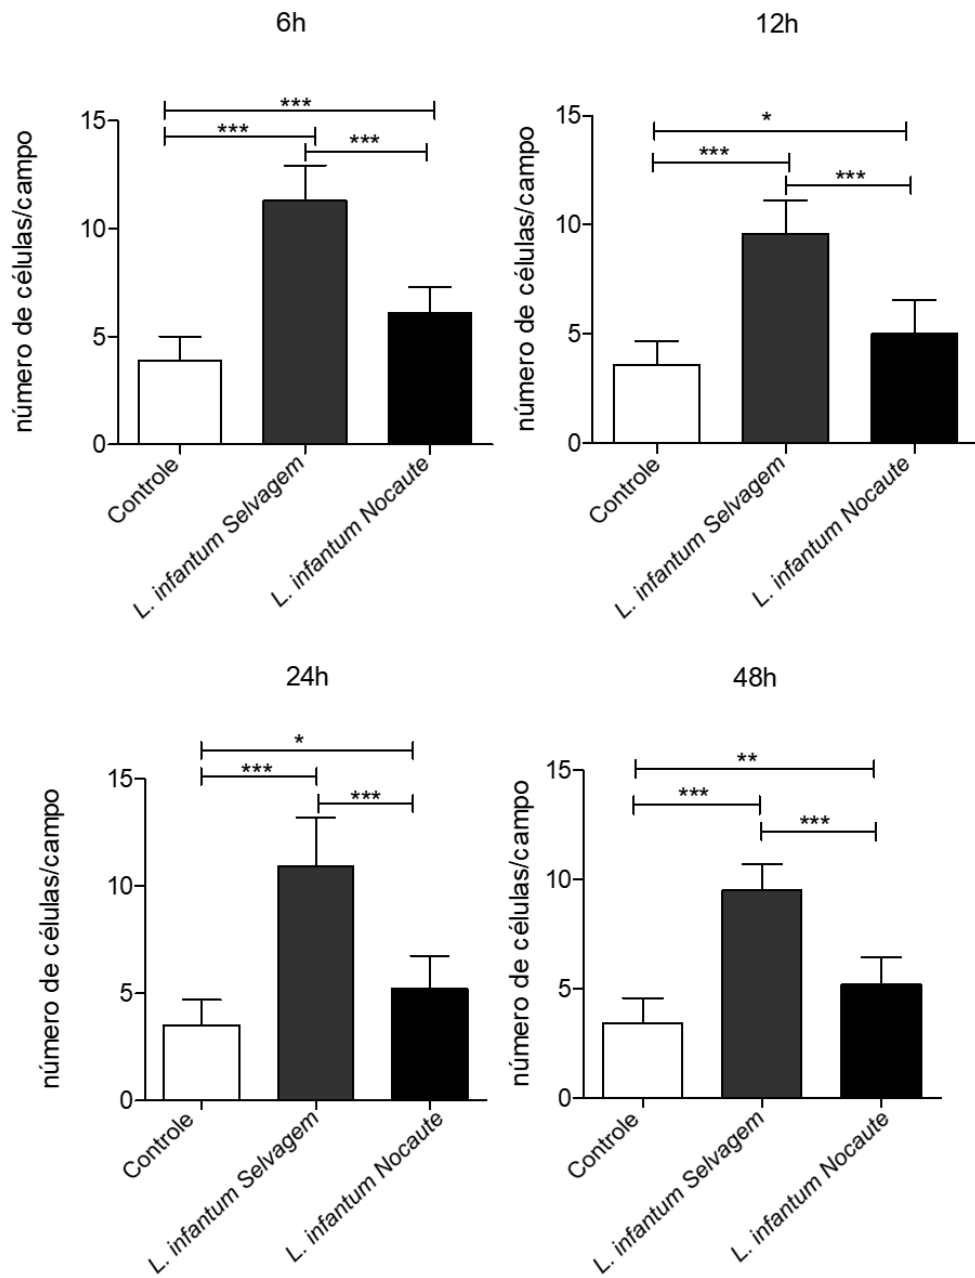 6h
***
***
***
número de células/campo
15
10
5
0
Controle
L. infantum Selvagem
L. infantum Nocaute
12h
*
***
***
número de células/campo
15
10
5
0
Controle
L. infantum Selvagem
L. infantum Nocaute
24h
*
***
***
número de células/campo
15
10
5
0
Controle
L. infantum Selvagem
L. infantum Nocaute
48h
**
***
***
número de células/campo
15
10
5
0
Controle
L. infantum Selvagem
L. infantum Nocaute